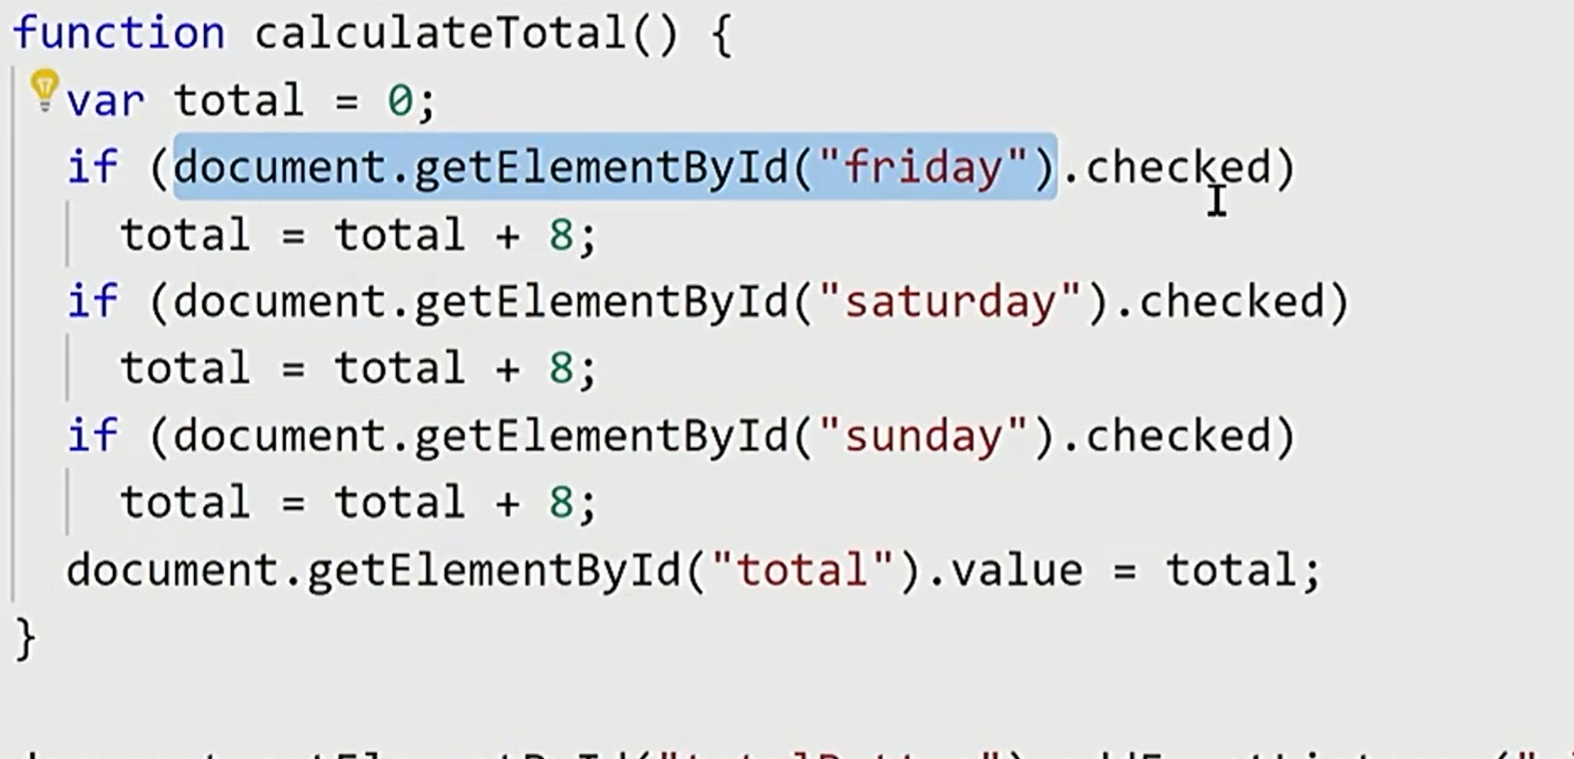 function calculateTotal() {
var total = 0;
if (document.getElementById("friday").checked)
total = total + 8;
if (document.getElementById("saturday").checked)
total = total + 8;
if (document.getElementById("sunday").checked)
total = total + 8;
document.getElementById("total").value = total;
}